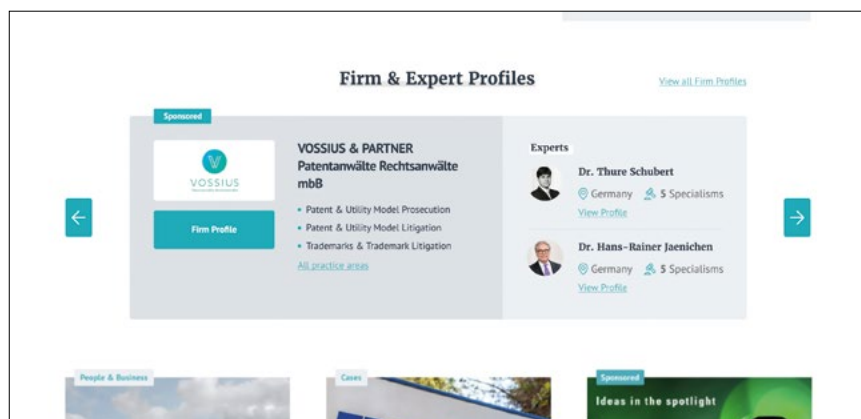 Firm & Expert Profiles
View all Firm Profiles
Sponsored
VOSSIUS
Firm Profile
VOSSIUS & PARTNER
Patentanwälte Rechtsanwälte
mbB
Patent & Utility Model Prosecution
Patent & Utility Model Litigation
Trademarks & Trademark Litigation
All practice areas
Experts
Dr. Thure Schubert
Germany 5 Specialisms
View Profile
Dr. Hans-Rainer Jaenichen
Germany 5 Specialisms
View Profile
People & Business
Cases
Sponsored
Ideas in the spotlight